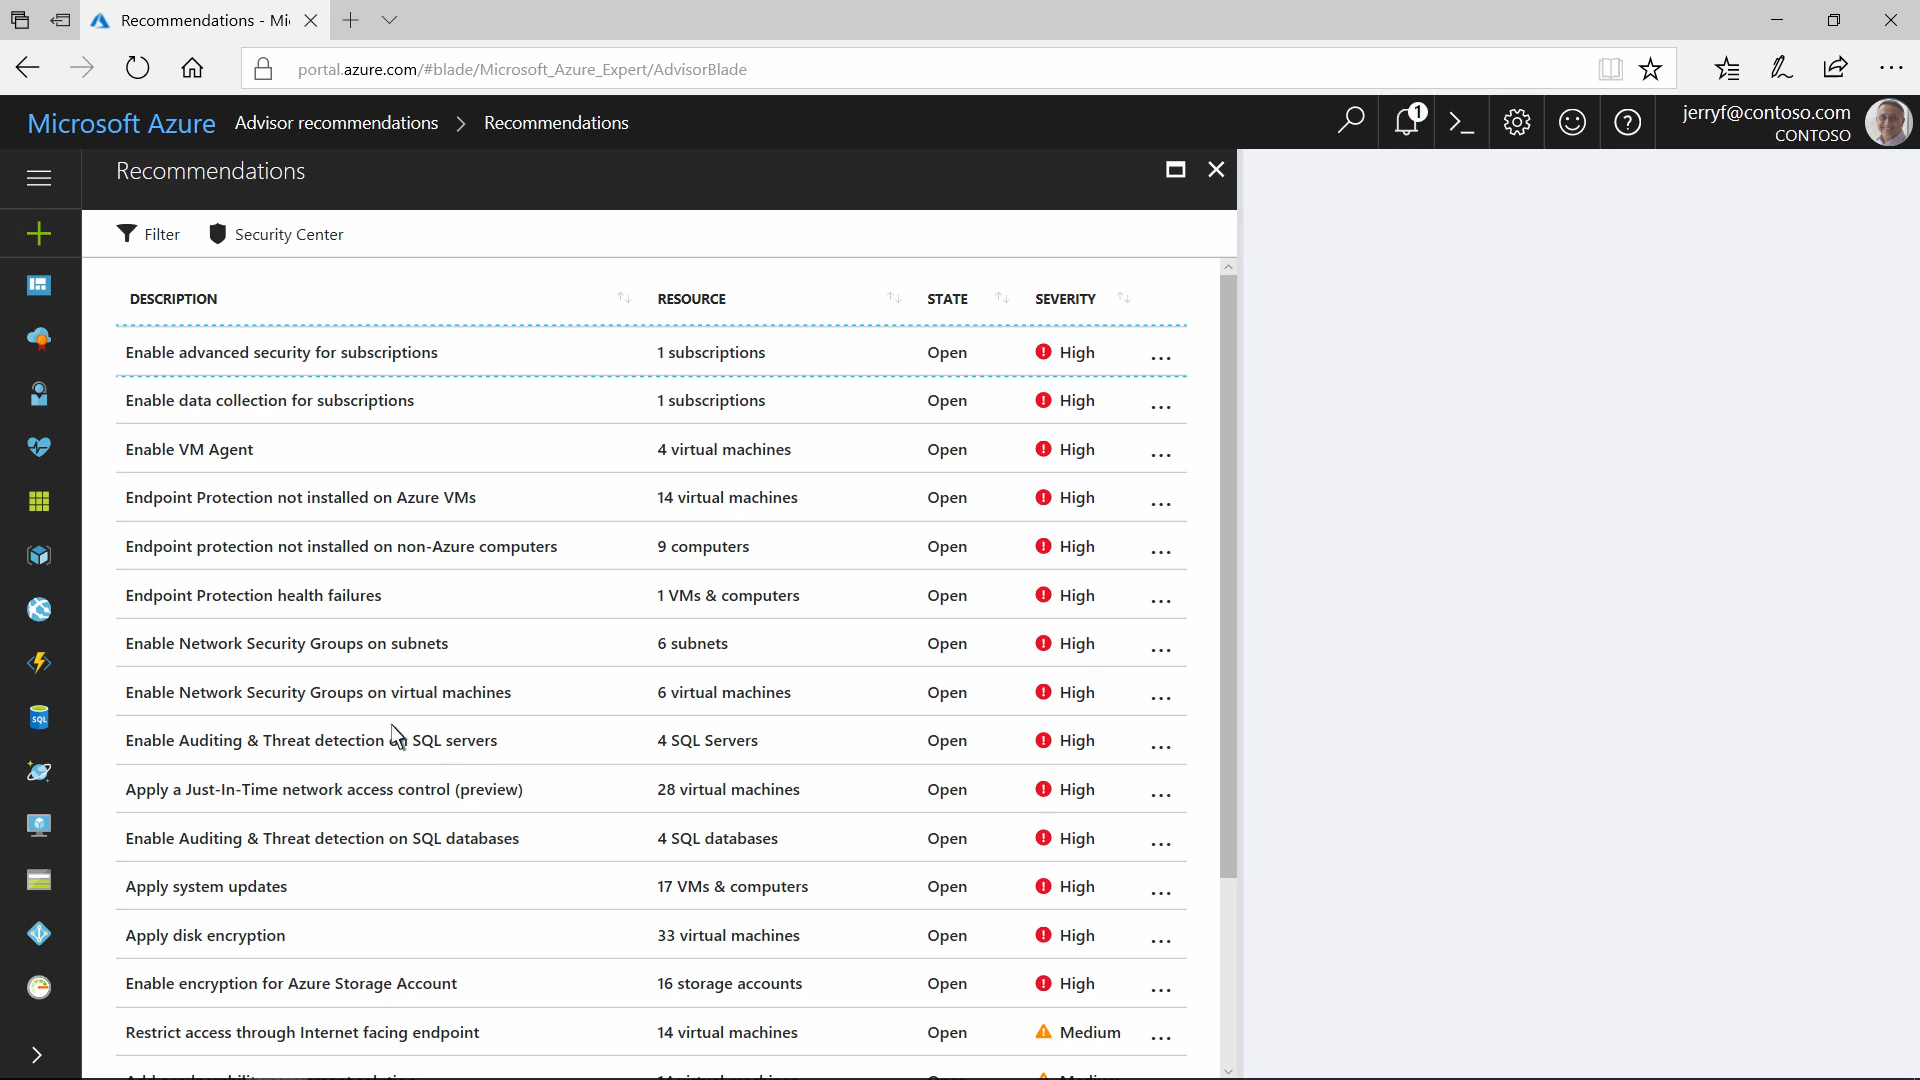 Recommendations - Mi
portal.azure.com/#blade/Microsoft_Azure_Expert/AdvisorBlade
Microsoft Azure Advisor recommendations > Recommendations
1
jerryf@contoso.com
CONTOSO
Recommendations
Filter Security Center
DESCRIPTION RESOURCE STATE SEVERITY
Enable advanced security for subscriptions 1 subscriptions Open High ...
Enable data collection for subscriptions 1 subscriptions Open High ...
Enable VM Agent 4 virtual machines Open High ...
Endpoint Protection not installed on Azure VMs 14 virtual machines Open High ...
Endpoint protection not installed on non-Azure computers 9 computers Open High ...
Endpoint Protection health failures 1 VMs & computers Open High ...
Enable Network Security Groups on subnets 6 subnets Open High ...
Enable Network Security Groups on virtual machines 6 virtual machines Open High ...
Enable Auditing & Threat detection on SQL servers 4 SQL Servers Open High ...
Apply a Just-In-Time network access control (preview) 28 virtual machines Open High ...
Enable Auditing & Threat detection on SQL databases 4 SQL databases Open High ...
Apply system updates 17 VMs & computers Open High ...
Apply disk encryption 33 virtual machines Open High ...
Enable encryption for Azure Storage Account 16 storage accounts Open High ...
Restrict access through Internet facing endpoint 14 virtual machines Open Medium ...
SQL